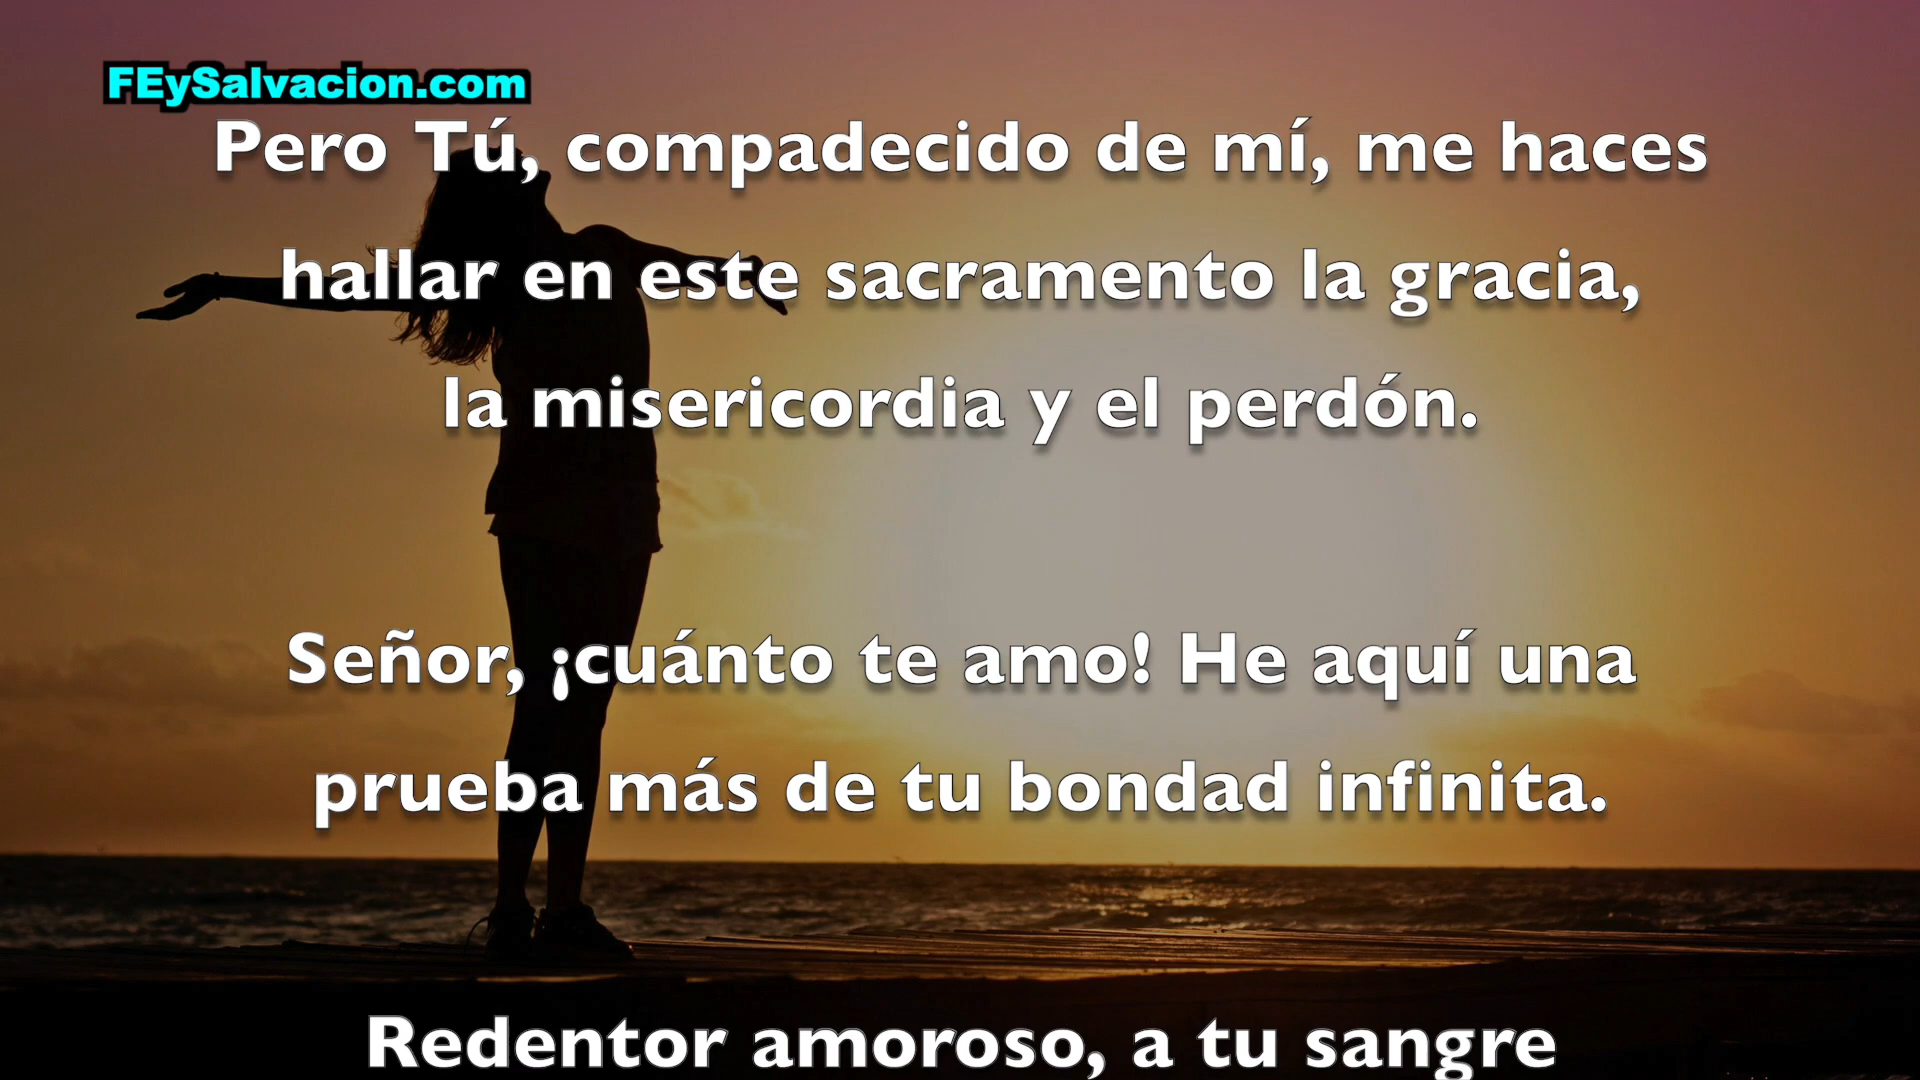 FEySalvacion.com
Pero Tú, compadecido de mí, me haces
hallar en este sacramento la gracia,
la misericordia y el perdón.
Señor, ¡cuánto te amo! He aquí una
prueba más de tu bondad infinita.
Redentor amoroso, a tu sangre